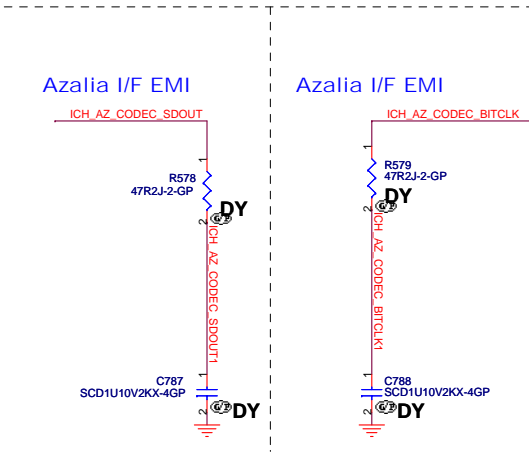 Azalia I/F EMI
ICH_AZ_CODEC_SDOUT
1
R578
47R2J-2-GP
DY
2
ICH_AZ_CODEC_SDOUT1
1
C787
SCD1U10V2KX-4GP
2
DY
Azalia I/F EMI
ICH_AZ_CODEC_BITCLK
1
R579
47R2J-2-GP
DY
2
ICH_AZ_CODEC_BITCLK1
1
C788
SCD1U10V2KX-4GP
2
DY